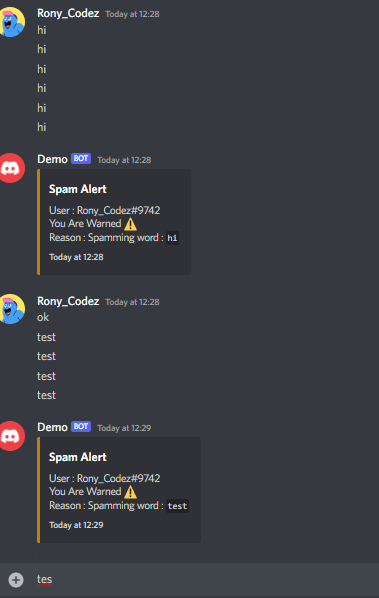 Rony_Codez Today at 12:28
hi
hi
hi
hi
hi
hi
Demo BOT Today at 12:28
Spam Alert
User : Rony_Codez#9742
You Are Warned ⚠️
Reason : Spamming word : hi
Today at 12:28
Rony_Codez Today at 12:28
ok
test
test
test
test
Demo BOT Today at 12:29
Spam Alert
User : Rony_Codez#9742
You Are Warned ⚠️
Reason : Spamming word : test
Today at 12:29
tes